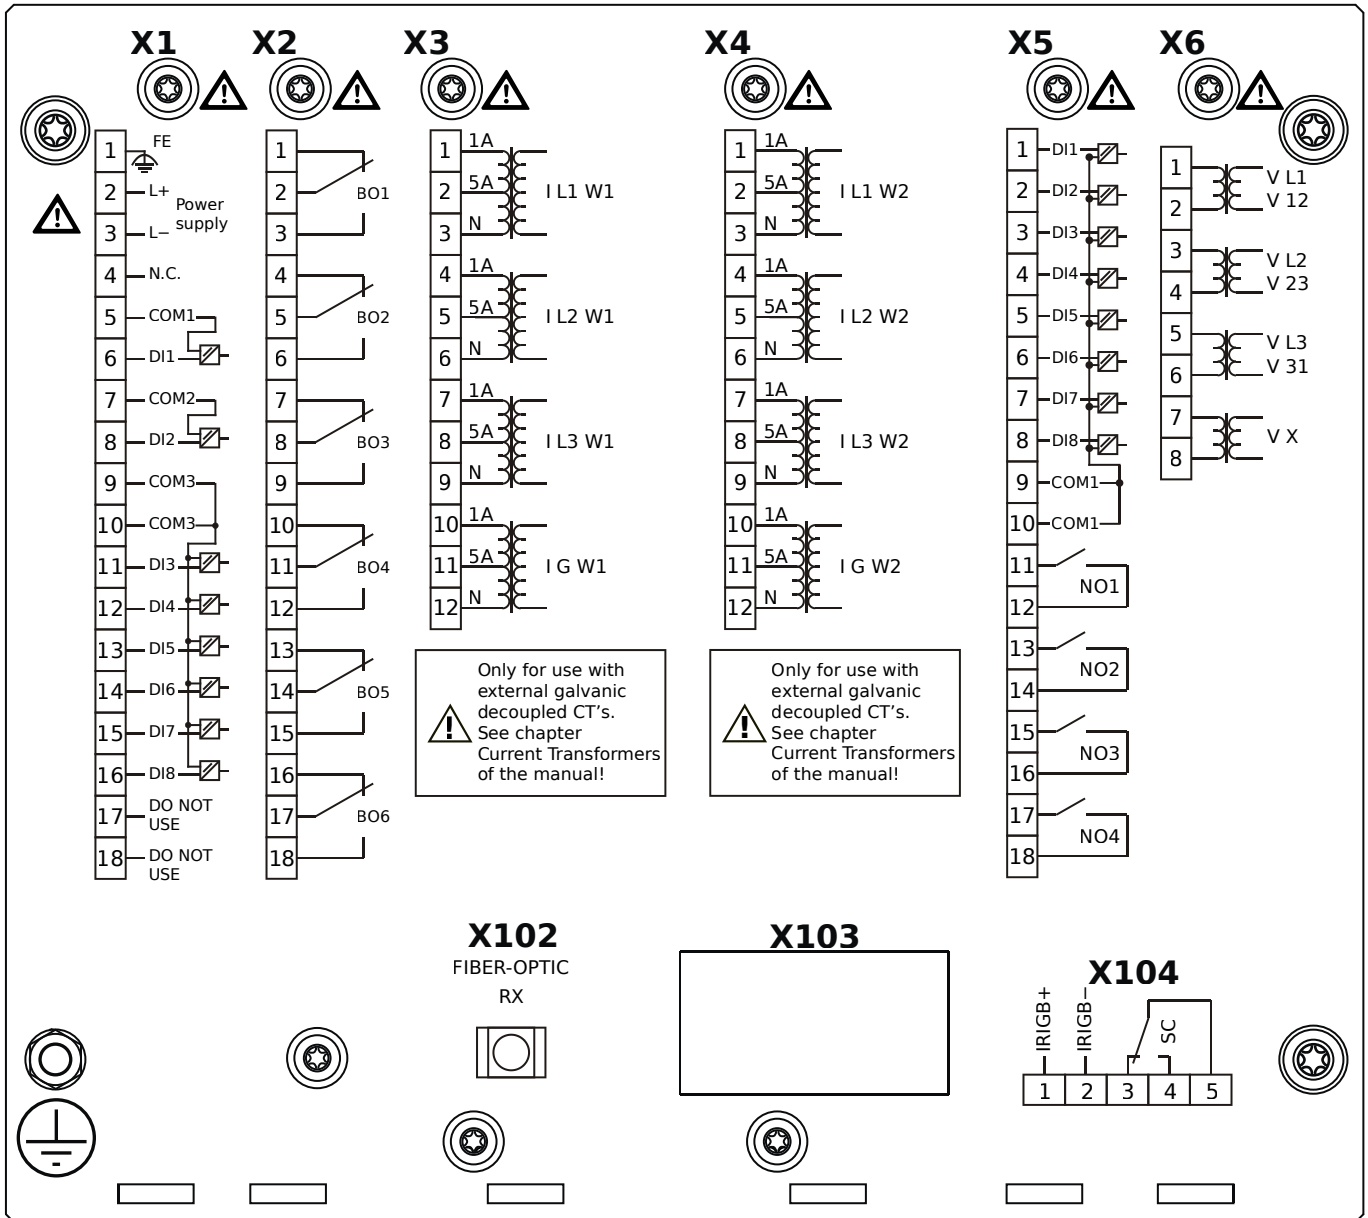 X1 X2 X3 X4 X5 X6
1 FE
2 L+
Power
supply
3 L−
4 N.C.
5 COM1
6 DI1
7 COM2
8 DI2
9 COM3
10 COM3
11 DI3
12 DI4
13 DI5
14 DI6
15 DI7
16 DI8
17 DO NOT
USE
18 DO NOT
USE
1
2 BO1
3
4
5 BO2
6
7
8 BO3
9
10
11 BO4
12
13
14 BO5
15
16
17 BO6
18
1 1A
2 5A I L1 W1
3 N
4 1A
5 5A I L2 W1
6 N
7 1A
8 5A I L3 W1
9 N
10 1A
11 5A I G W1
12 N
Only for use with
external galvanic
decoupled CT's.
See chapter
Current Transformers
of the manual!
1 1A
2 5A I L1 W2
3 N
4 1A
5 5A I L2 W2
6 N
7 1A
8 5A I L3 W2
9 N
10 1A
11 5A I G W2
12 N
Only for use with
external galvanic
decoupled CT's.
See chapter
Current Transformers
of the manual!
1 DI1
2 DI2
3 DI3
4 DI4
5 DI5
6 DI6
7 DI7
8 DI8
9 COM1
10 COM1
11
NO1
12
13
NO2
14
15
NO3
16
17
NO4
18
1 V L1
2 V 12
3 V L2
4 V 23
5 V L3
6 V 31
7
V X
8
X102
FIBER-OPTIC
RX
X103
X104
IRIGB+
IRIGB−
SC
1 2 3 4 5